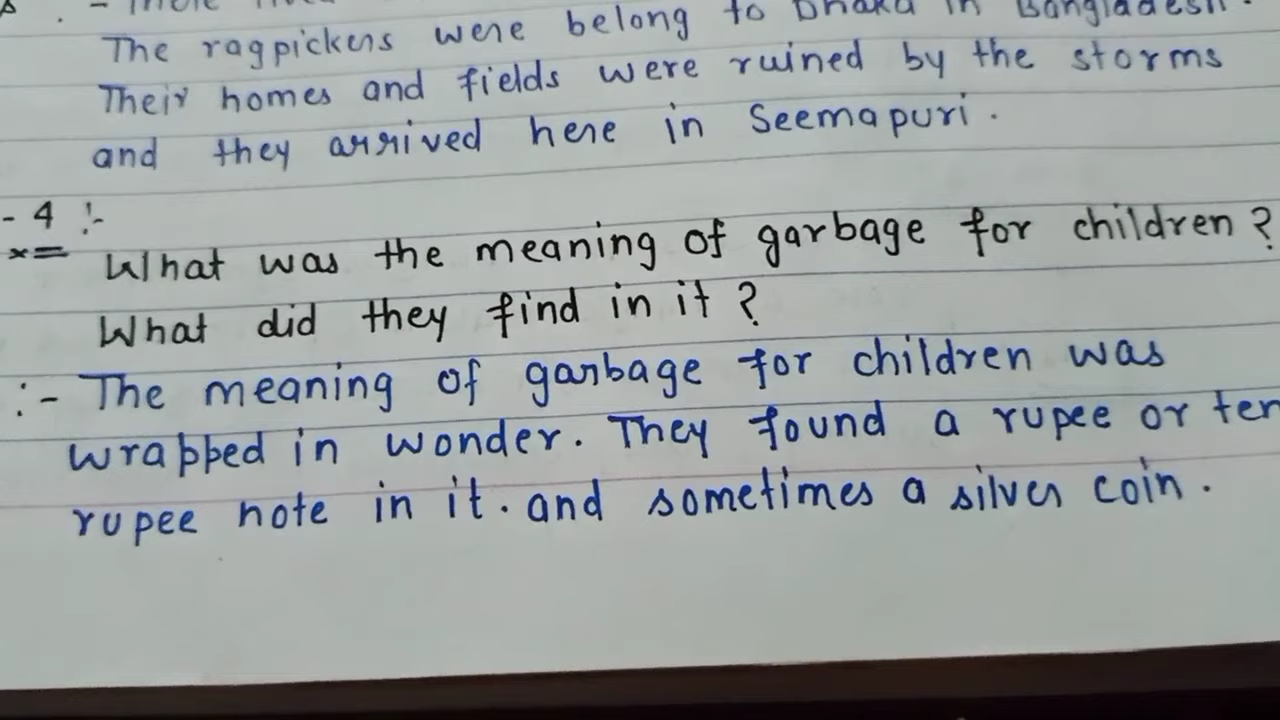 The ragpickers were belong to Dhaka in Bangladesh.
Their homes and fields were ruined by the storms
and they arrived here in Seemapuri.
- 4 :-
What was the meaning of garbage for children?
What did they find in it?
:- The meaning of garbage for children was
wrapped in wonder. They found a rupee or ten
rupee note in it. and sometimes a silver coin.